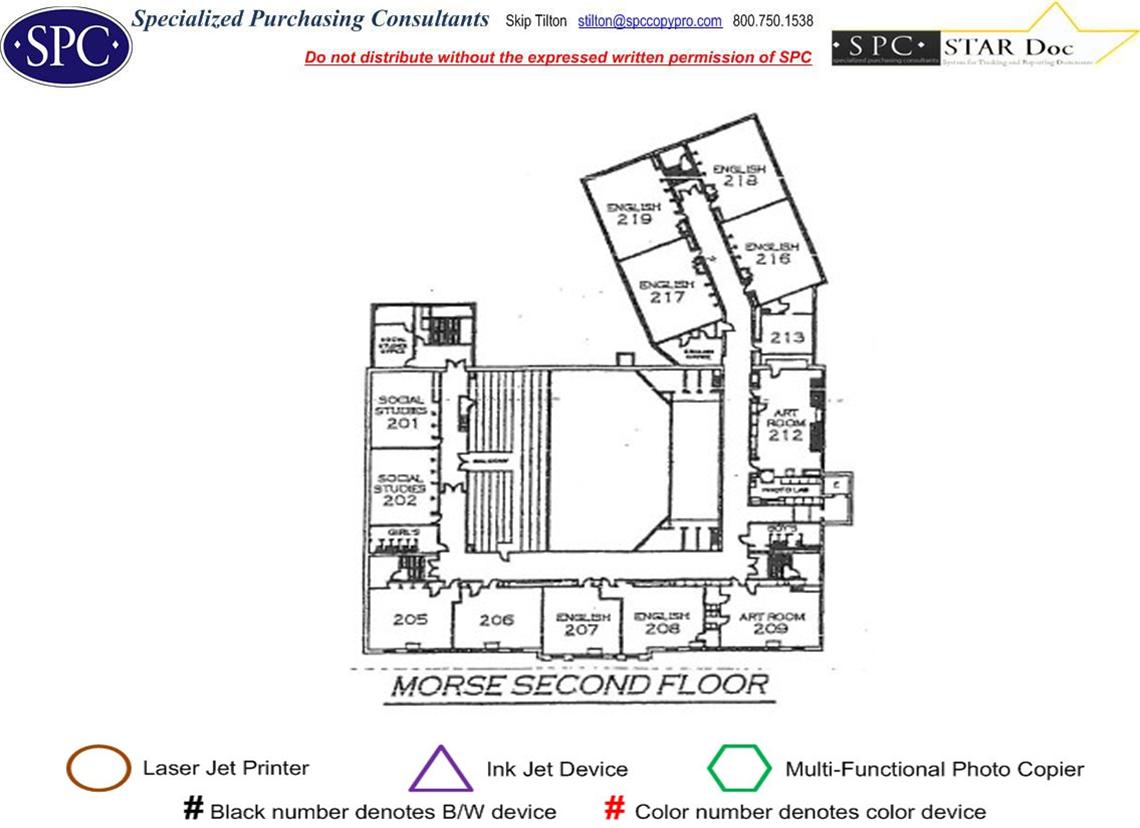 SPC
Specialized Purchasing Consultants Skip Tilton stilton@spccopypro.com 800.750.1538
Do not distribute without the expressed written permission of SPC
· S P C · STAR Doc
specialized purchasing consultants System for Tracking and Reporting Documents
ENGLISH
218
ENGLISH
219
ENGLISH
216
ENGLISH
217
213
SOCIAL
STUDIES
OFFICE
SOCIAL
STUDIES
201
ART
ROOM
212
BALCONY
SOCIAL
STUDIES
202
PHOTO LAB
E
GIRL'S
BOY'S
205
206
ENGLISH
207
ENGLISH
208
ART ROOM
209
MORSE SECOND FLOOR
Laser Jet Printer
Ink Jet Device
Multi-Functional Photo Copier
# Black number denotes B/W device
# Color number denotes color device